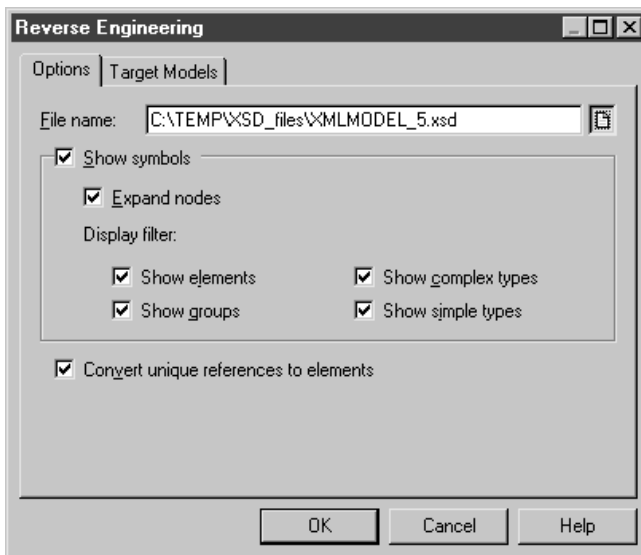 Reverse Engineering
Options Target Models
File name: C:\TEMP\XSD_files\XMLMODEL_5.xsd
Show symbols
Expand nodes
Display filter:
Show elements Show complex types
Show groups Show simple types
Convert unique references to elements
OK Cancel Help